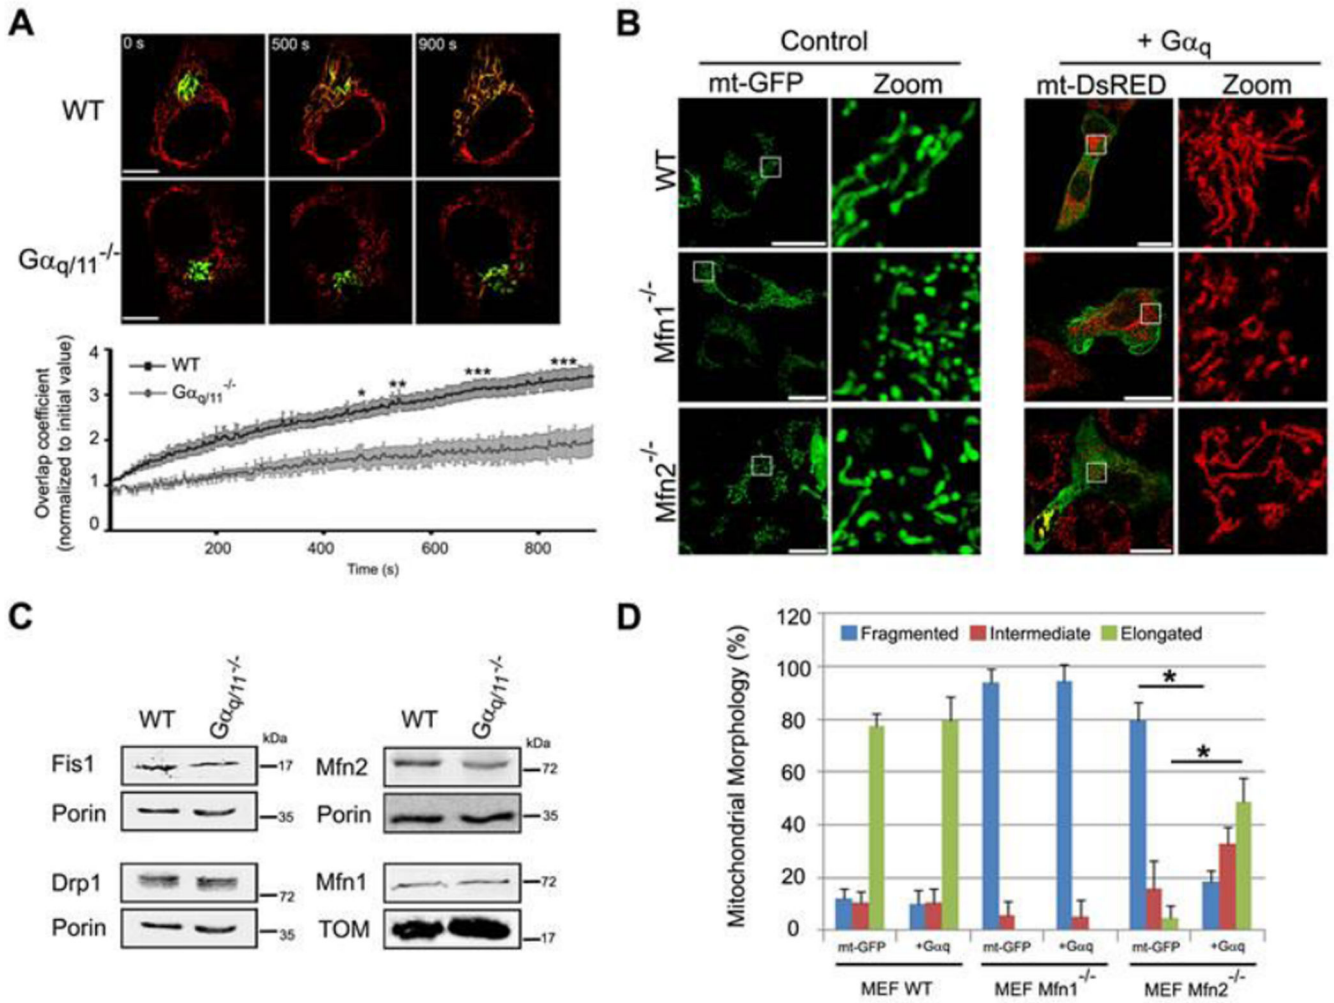 A
0 s
500 s
900 s
WT
Gαq/11-/-
Overlap coefficient
(normalized to initial value)
4
3
2
1
0
WT
Gαq/11-/-
*
**
***
***
200
400
600
800
Time (s)
B
Control
+ Gαq
mt-GFP
Zoom
mt-DsRED
Zoom
WT
Mfn1-/-
Mfn2-/-
C
WT
Gαq/11-/-
kDa
Fis1
17
Porin
35
Drp1
72
Porin
35
WT
Gαq/11-/-
kDa
Mfn2
72
Porin
35
Mfn1
72
TOM
17
D
Mitochondrial Morphology (%)
120
100
80
60
40
20
0
Fragmented
Intermediate
Elongated
*
*
mt-GFP
+Gαq
mt-GFP
+Gαq
mt-GFP
+Gαq
MEF WT
MEF Mfn1-/-
MEF Mfn2-/-